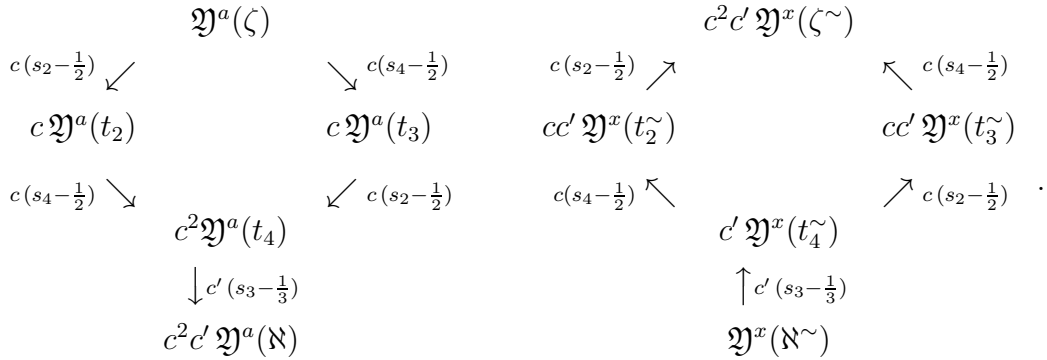 𝔜^a(ζ) c^2c′ 𝔜^x(ζ^∼)
c (s_2−1/2) ↙ ↘ c(s_4−1/2) c (s_2−1/2) ↗ ↖ c (s_4−1/2)
c 𝔜^a(t_2) c 𝔜^a(t_3) cc′ 𝔜^x(t_2^∼) cc′ 𝔜^x(t_3^∼)
c (s_4−1/2) ↘ ↙ c (s_2−1/2) c(s_4−1/2) ↖ ↗ c (s_2−1/2) .
c^2𝔜^a(t_4) c′ 𝔜^x(t_4^∼)
↓ c′ (s_3−1/3) ↑ c′ (s_3−1/3)
c^2c′ 𝔜^a(ℵ) 𝔜^x(ℵ^∼)